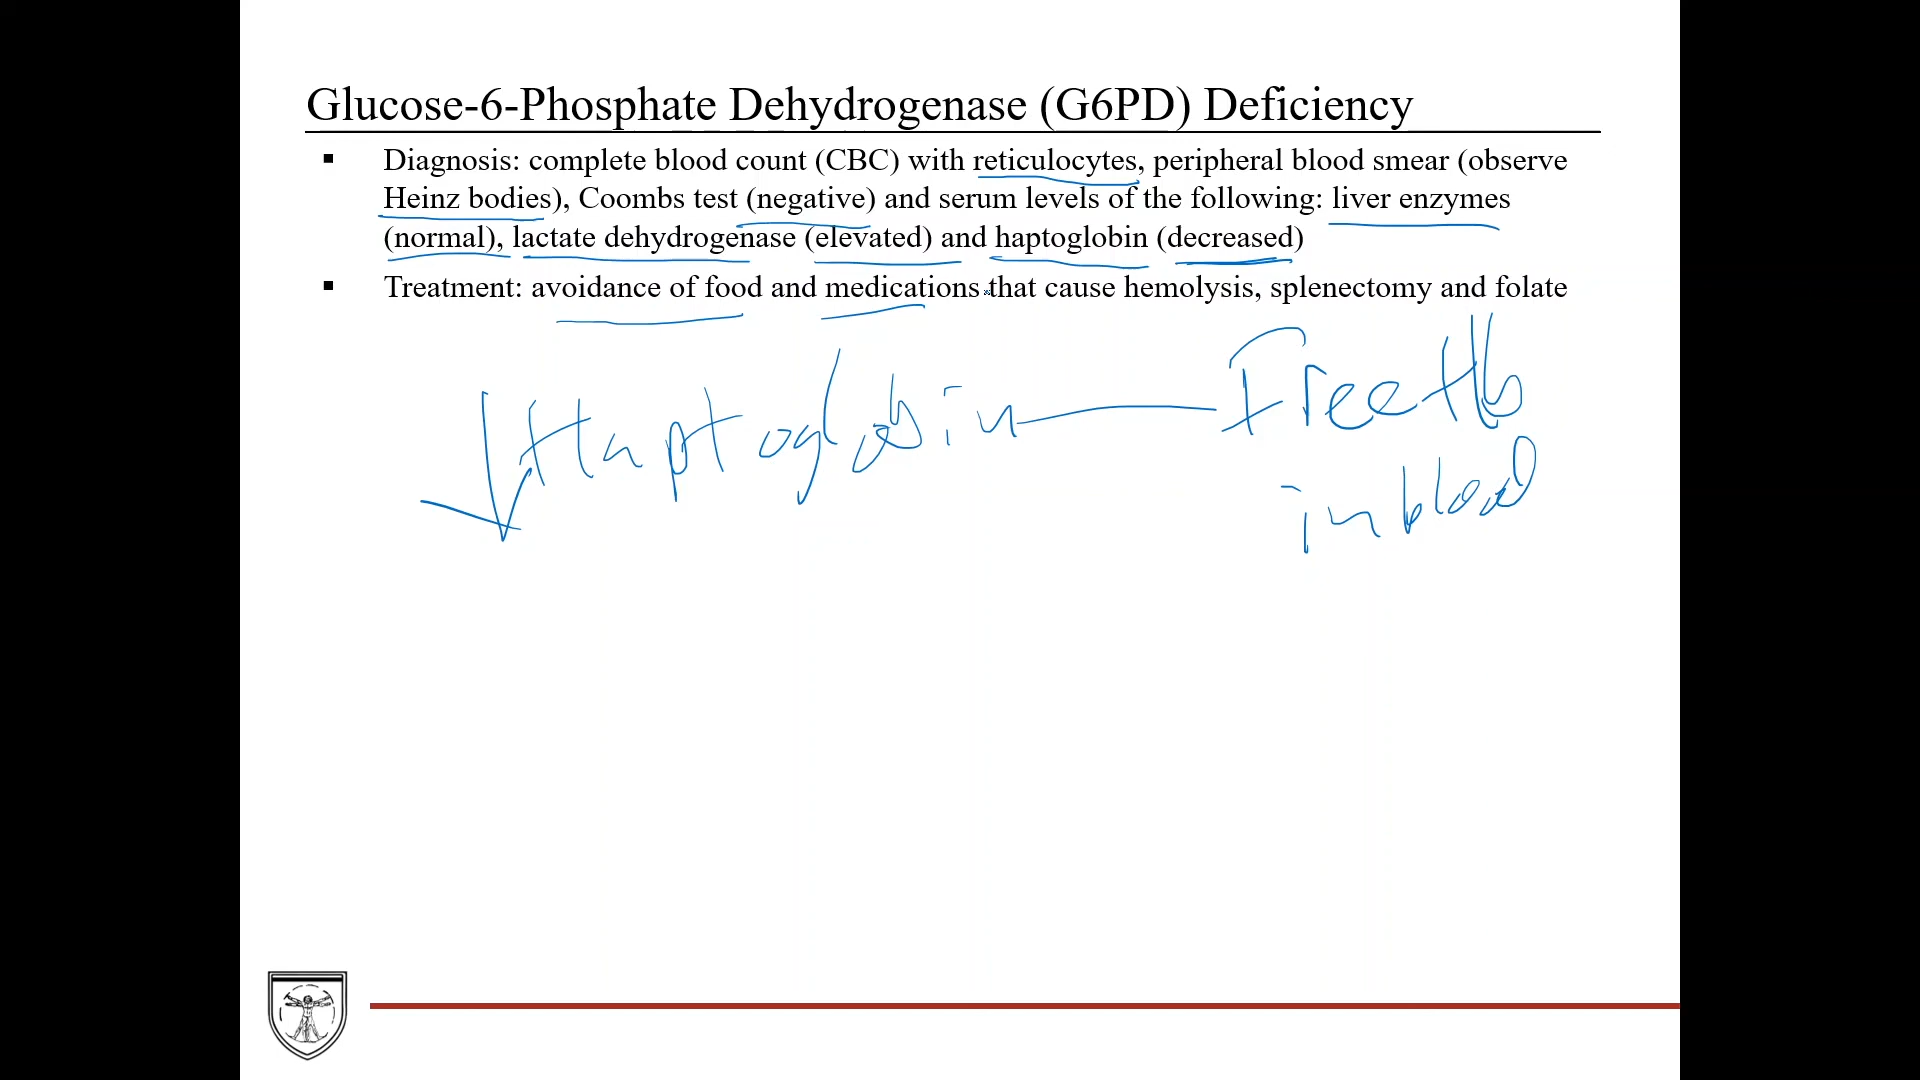 Glucose-6-Phosphate Dehydrogenase (G6PD) Deficiency
▪ Diagnosis: complete blood count (CBC) with reticulocytes, peripheral blood smear (observe
Heinz bodies), Coombs test (negative) and serum levels of the following: liver enzymes
(normal), lactate dehydrogenase (elevated) and haptoglobin (decreased)
▪ Treatment: avoidance of food and medications that cause hemolysis, splenectomy and folate
↓Haptoglobin — Free Hb
in blood